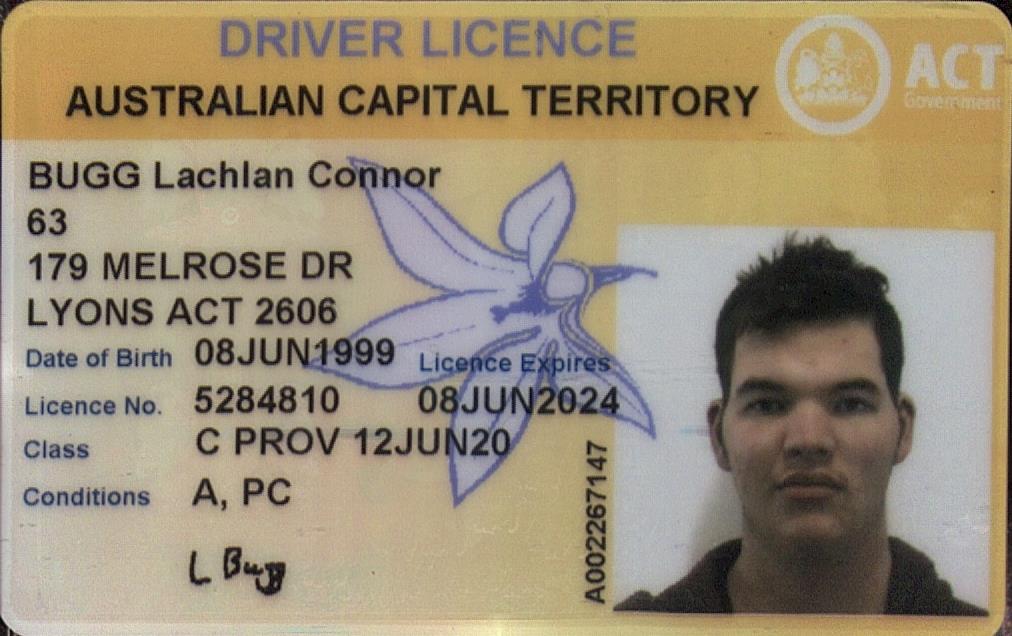 DRIVER LICENCE
AUSTRALIAN CAPITAL TERRITORY
ACT
Government
BUGG Lachlan Connor
63
179 MELROSE DR
LYONS ACT 2606
Date of Birth 08JUN1999 Licence Expires
Licence No. 5284810 08JUN2024
Class C PROV 12JUN20
Conditions A, PC
A002267147
L Bugg